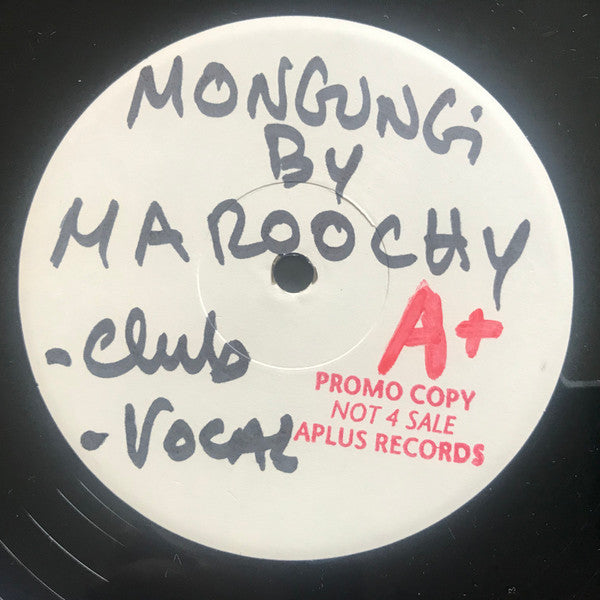 MONGUNGi
By
MAROOCHY
- Club
- VOCAL
A+
PROMO COPY
NOT 4 SALE
APLUS RECORDS